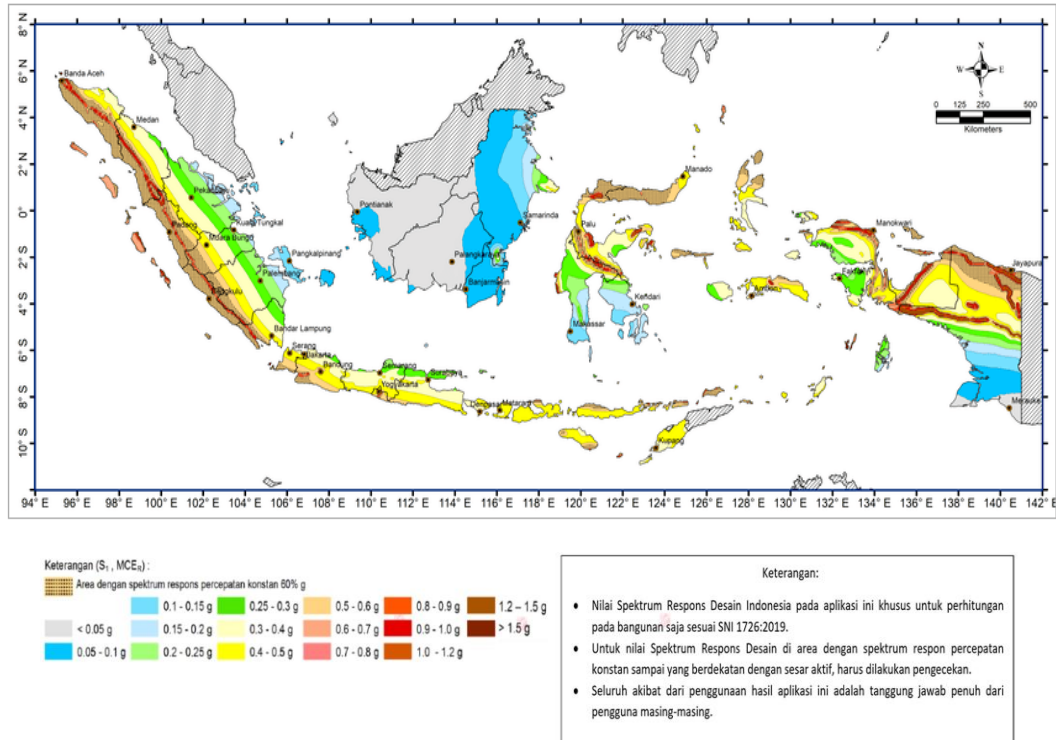 8° N
6° N
4° N
2° N
0°
2° S
4° S
6° S
8° S
10° S
94° E 96° E 98° E 100° E 102° E 104° E 106° E 108° E 110° E 112° E 114° E 116° E 118° E 120° E 122° E 124° E 126° E 128° E 130° E 132° E 134° E 136° E 138° E 140° E 142° E
N
W E
S
0 125 250 500
Kilometers
Banda Aceh
Medan
Padang
Kuala Tungkal
Muara Bungo
Pangkalpinang
Palembang
Bengkulu
Bandar Lampung
Serang
Jakarta
Bandung
Semarang
Yogyakarta
Surabaya
Denpasar
Mataram
Kupang
Pontianak
Palangkaraya
Banjarmasin
Samarinda
Palu
Manado
Makassar
Kendari
Ambon
Fakfak
Manokwari
Jayapura
Merauke
Keterangan (S₁ , MCEᵣ) :
Area dengan spektrum respons percepatan konstan 60% g
0.1 - 0.15 g 0.25 - 0.3 g 0.5 - 0.6 g 0.8 - 0.9 g 1.2 – 1.5 g
< 0.05 g 0.15 - 0.2 g 0.3 - 0.4 g 0.6 - 0.7 g 0.9 - 1.0 g > 1.5 g
0.05 - 0.1 g 0.2 - 0.25 g 0.4 - 0.5 g 0.7 - 0.8 g 1.0 - 1.2 g
Keterangan:
• Nilai Spektrum Respons Desain Indonesia pada aplikasi ini khusus untuk perhitungan
pada bangunan saja sesuai SNI 1726:2019.
• Untuk nilai Spektrum Respons Desain di area dengan spektrum respon percepatan
konstan sampai yang berdekatan dengan sesar aktif, harus dilakukan pengecekan.
• Seluruh akibat dari penggunaan hasil aplikasi ini adalah tanggung jawab penuh dari
pengguna masing-masing.